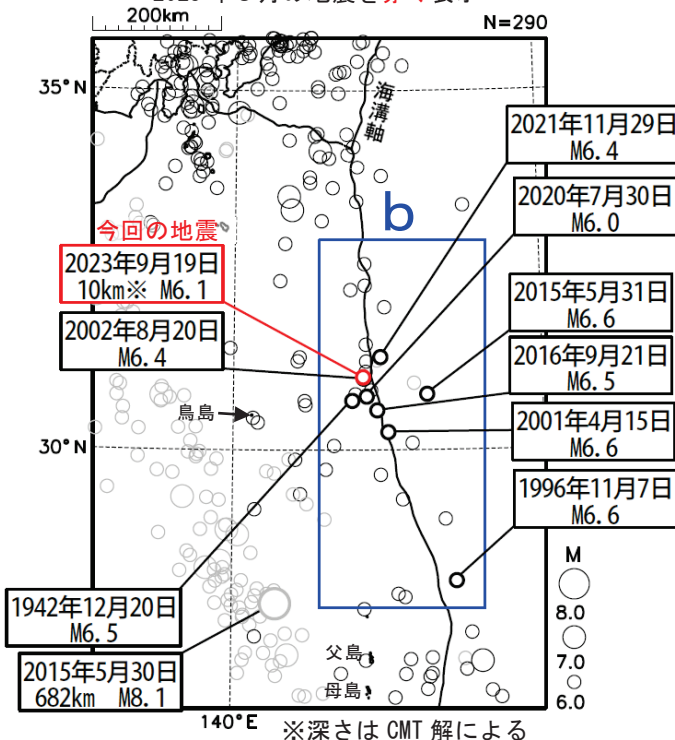 200km
N=290
35°N
海溝軸
2021年11月29日
M6.4
b
2020年7月30日
M6.0
今回の地震
2023年9月19日
10km※ M6.1
2015年5月31日
M6.6
2002年8月20日
M6.4
2016年9月21日
M6.5
鳥島
2001年4月15日
M6.6
30°N
1996年11月7日
M6.6
M
8.0
7.0
6.0
1942年12月20日
M6.5
2015年5月30日
682km M8.1
父島
母島
140°E
※深さは CMT 解による